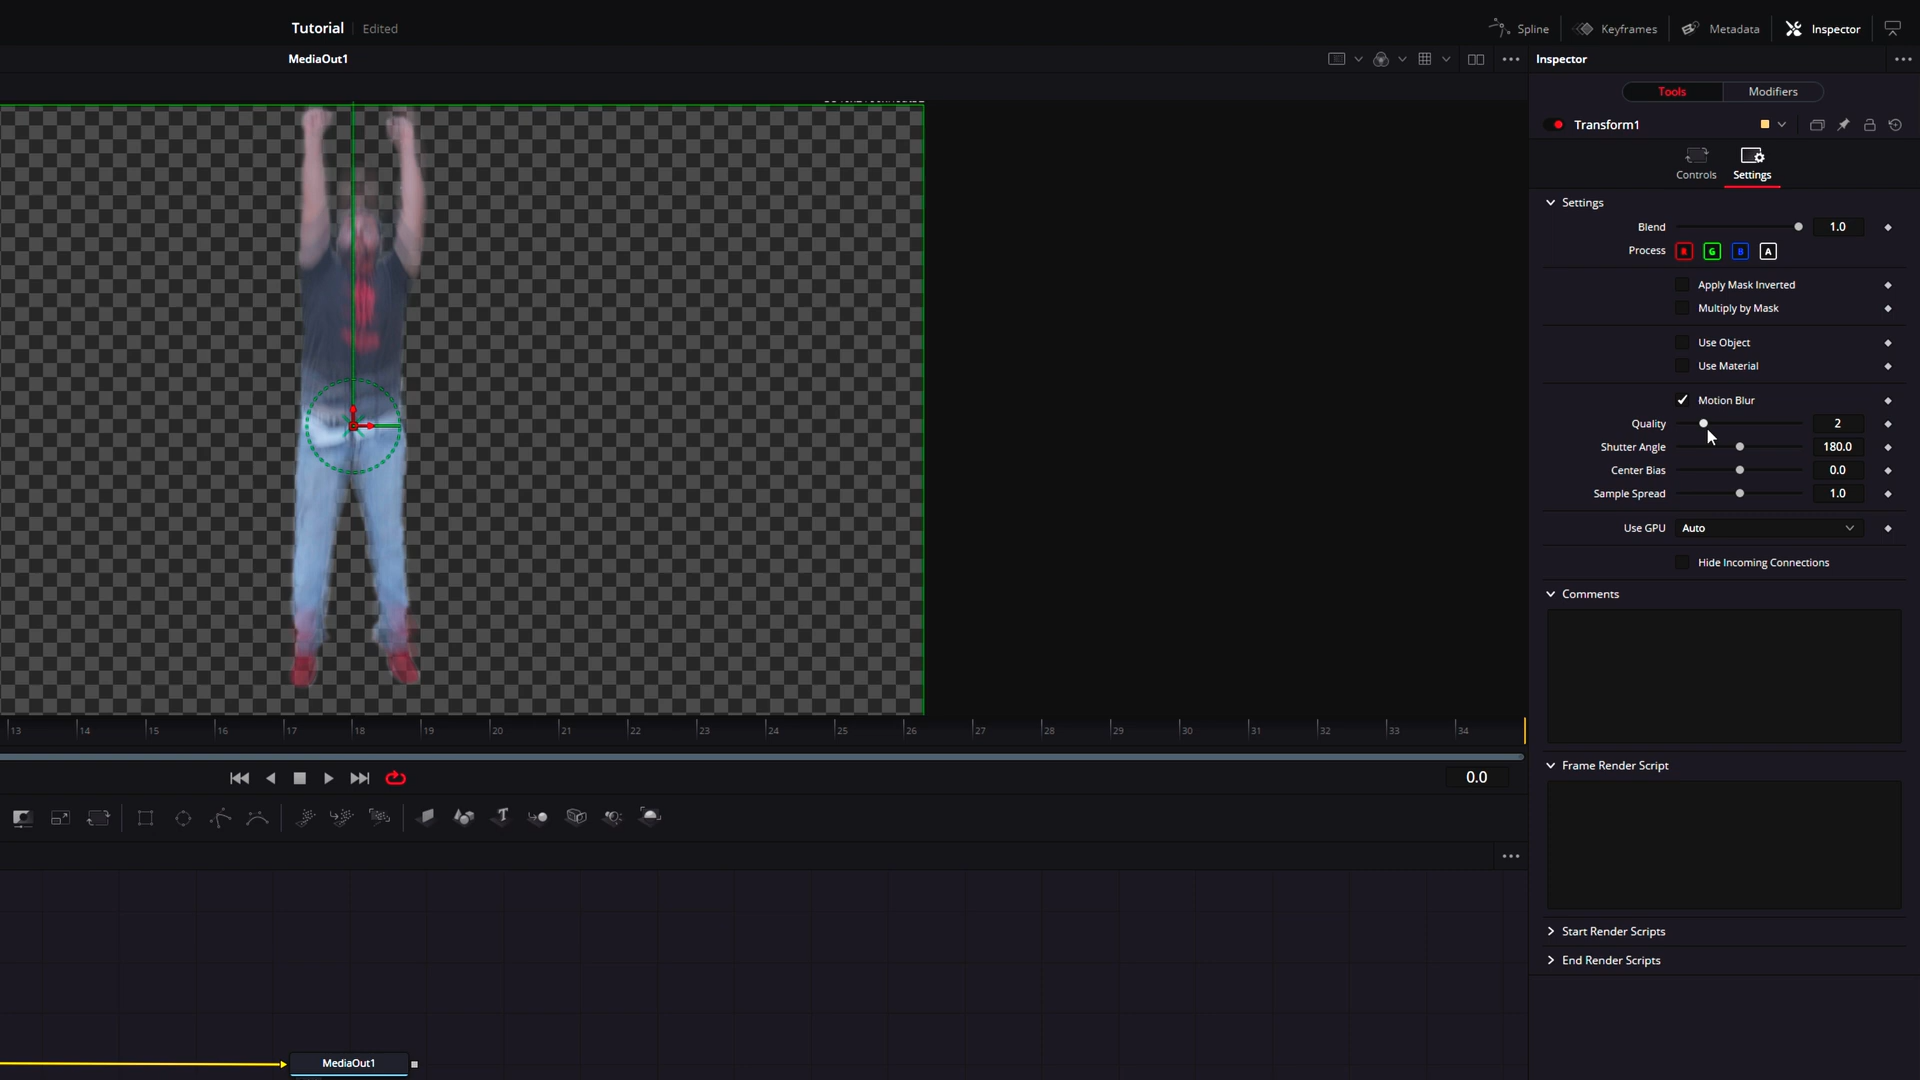 Tutorial Edited
Spline Keyframes Metadata Inspector
MediaOut1
Inspector
Tools Modifiers
Transform1
Controls Settings
Settings
Blend 1.0
Process R G B A
Apply Mask Inverted
Multiply by Mask
Use Object
Use Material
Motion Blur
Quality 2
Shutter Angle 180.0
Center Bias 0.0
Sample Spread 1.0
Use GPU Auto
Hide Incoming Connections
Comments
13 14 15 16 17 18 19 20 21 22 23 24 25 26 27 28 29 30 31 32 33 34
Frame Render Script
0.0
T
Start Render Scripts
End Render Scripts
MediaOut1